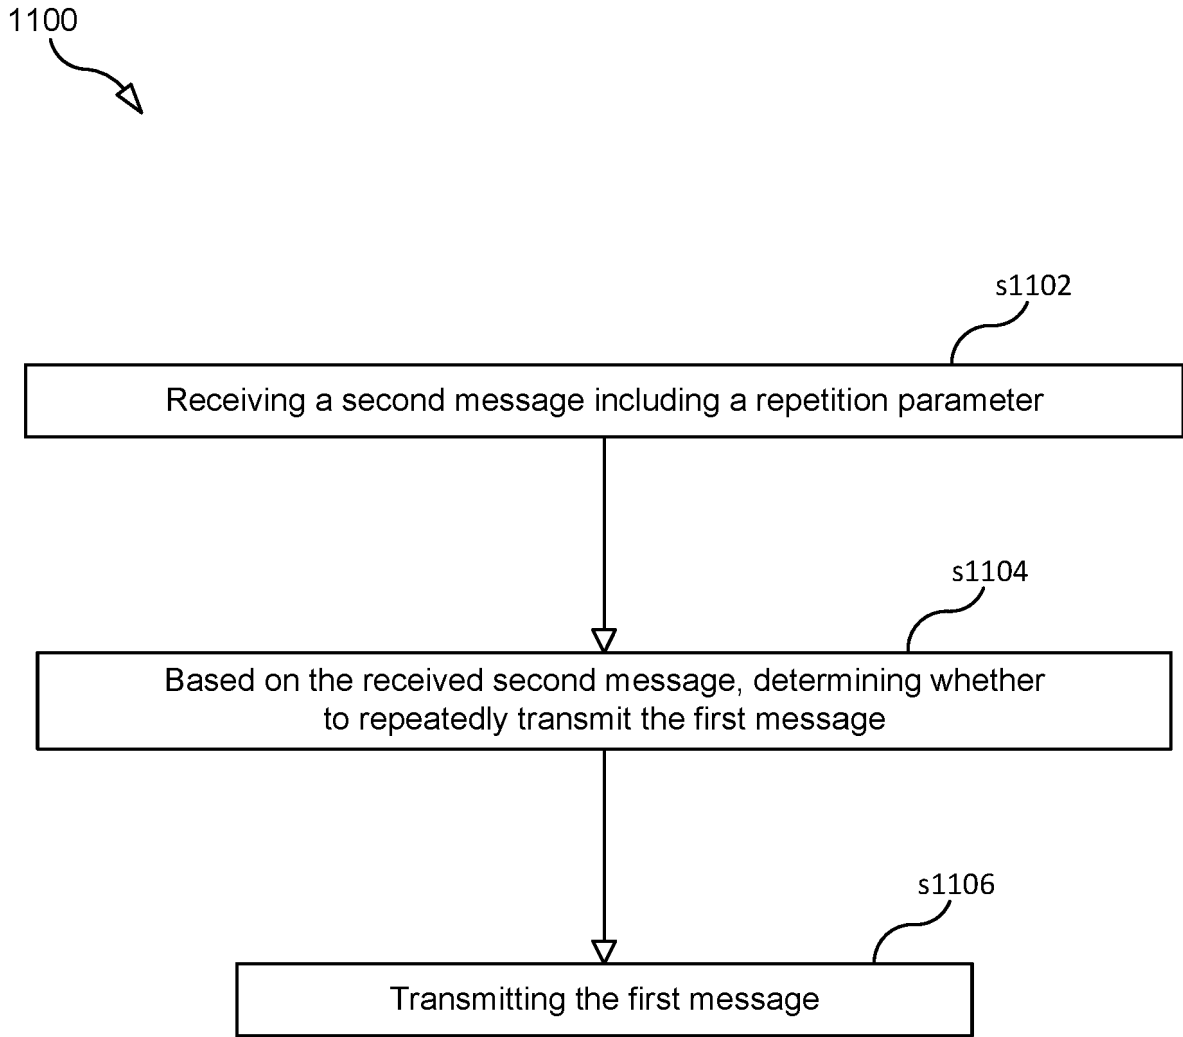 1100
s1102
Receiving a second message including a repetition parameter
s1104
Based on the received second message, determining whether
to repeatedly transmit the first message
s1106
Transmitting the first message